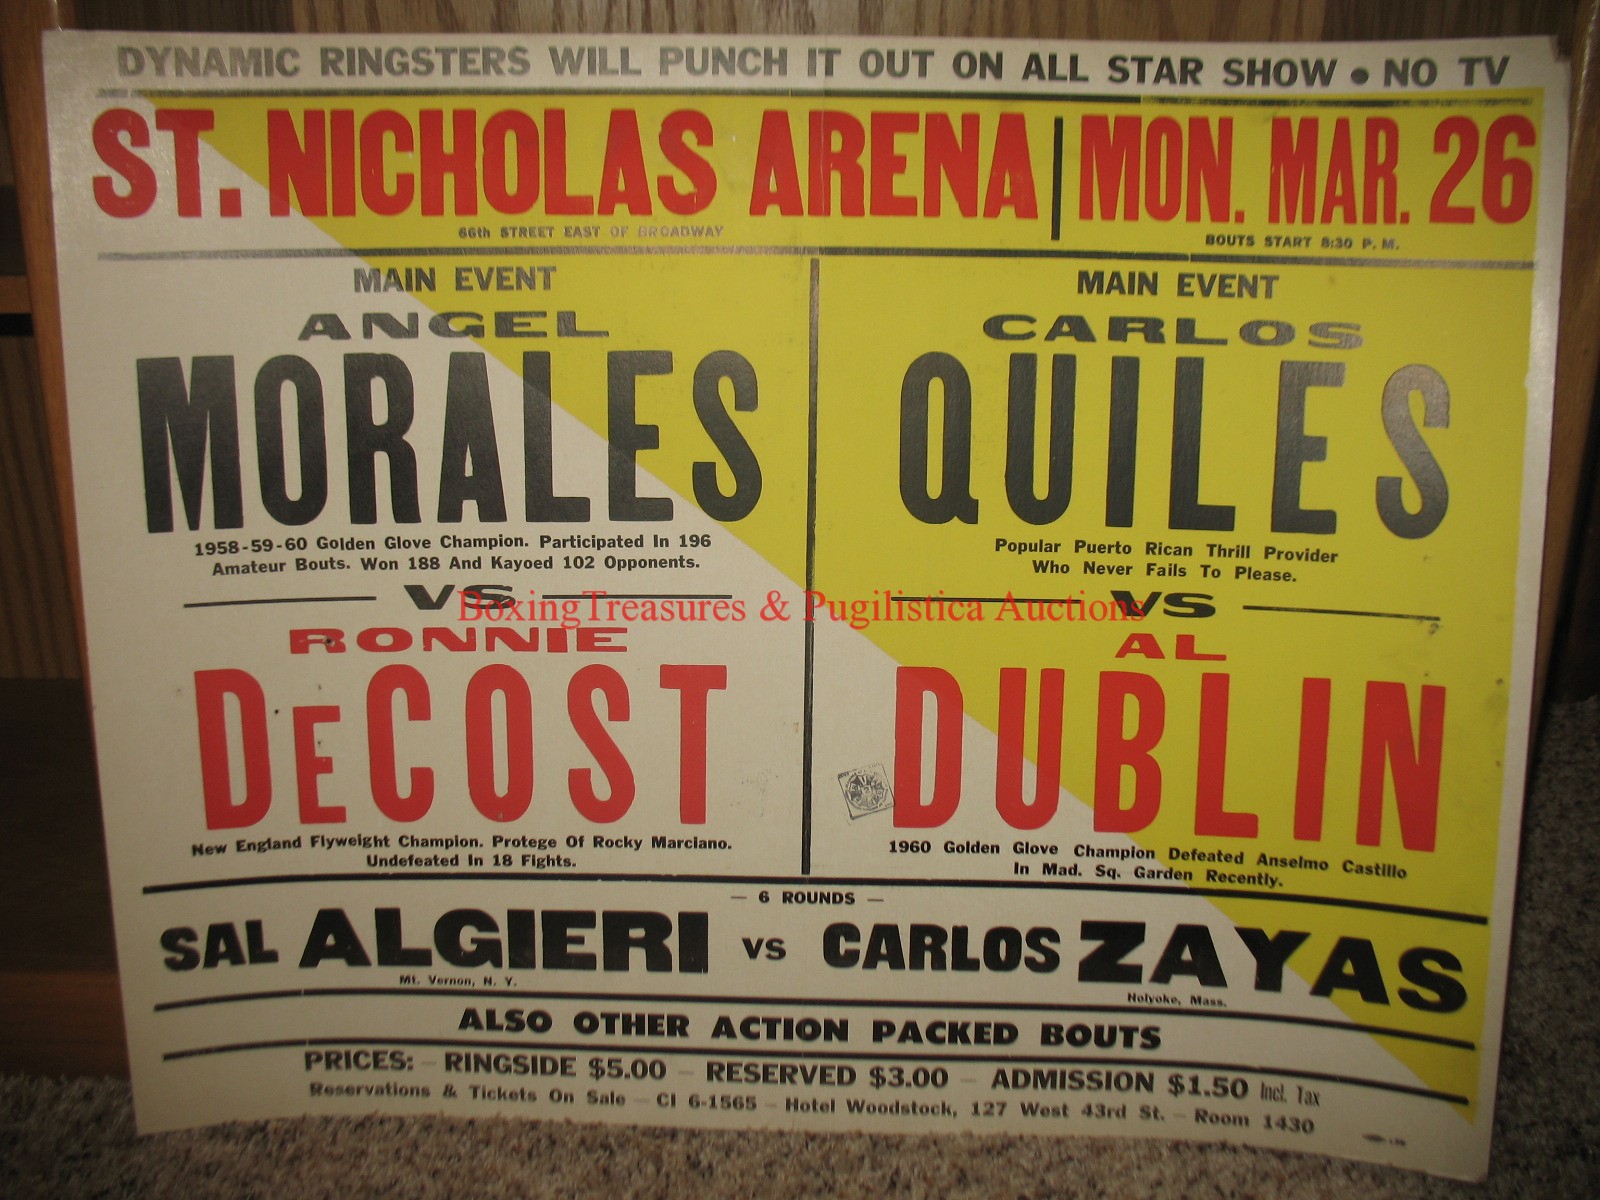 DYNAMIC RINGSTERS WILL PUNCH IT OUT ON ALL STAR SHOW • NO TV
ST. NICHOLAS ARENA
66th STREET EAST OF BROADWAY
MON. MAR. 26
BOUTS START 8:30 P. M.
MAIN EVENT
ANGEL
MORALES
1958-59-60 Golden Glove Champion. Participated In 196
Amateur Bouts. Won 188 And Kayoed 102 Opponents.
VS
RONNIE
DeCOST
New England Flyweight Champion. Protege Of Rocky Marciano.
Undefeated In 18 Fights.
MAIN EVENT
CARLOS
QUILES
Popular Puerto Rican Thrill Provider
Who Never Fails To Please.
VS
AL
DUBLIN
1960 Golden Glove Champion Defeated Anselmo Castillo
In Mad. Sq. Garden Recently.
BoxingTreasures & Pugilistica Auctions
— 6 ROUNDS —
SAL ALGIERI VS CARLOS ZAYAS
Mt. Vernon, N. Y.
Holyoke, Mass.
ALSO OTHER ACTION PACKED BOUTS
PRICES: – RINGSIDE $5.00 – RESERVED $3.00 – ADMISSION $1.50 Incl. Tax
Reservations & Tickets On Sale – CI 6-1565 – Hotel Woodstock, 127 West 43rd St. – Room 1430